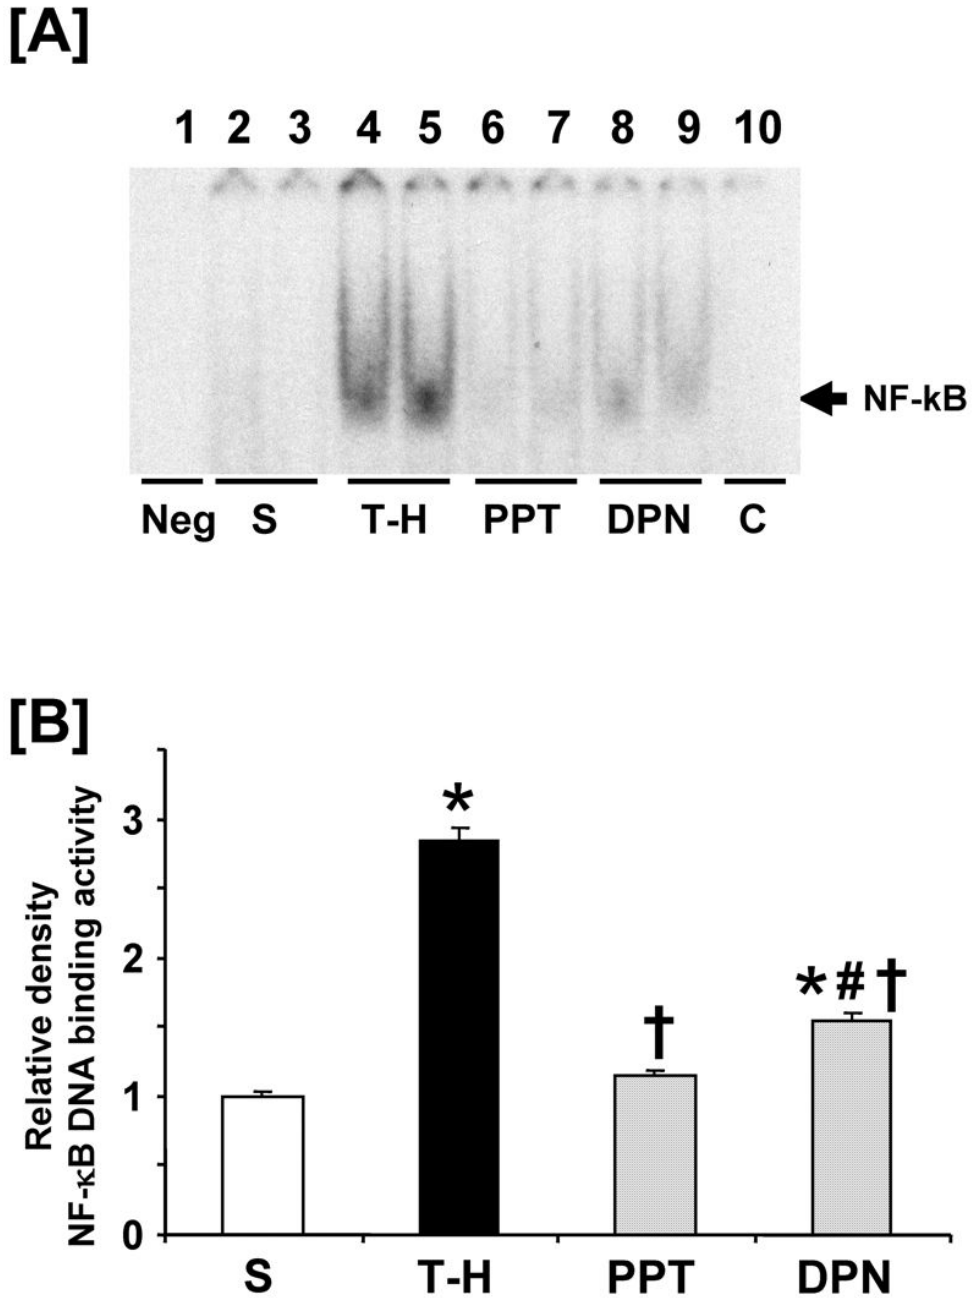 [A]
1 2 3 4 5 6 7 8 9 10
NF-kB
Neg S T-H PPT DPN C
[B]
Relative density
NF-κB DNA binding activity
3
2
1
0
*
†
*#†
S T-H PPT DPN